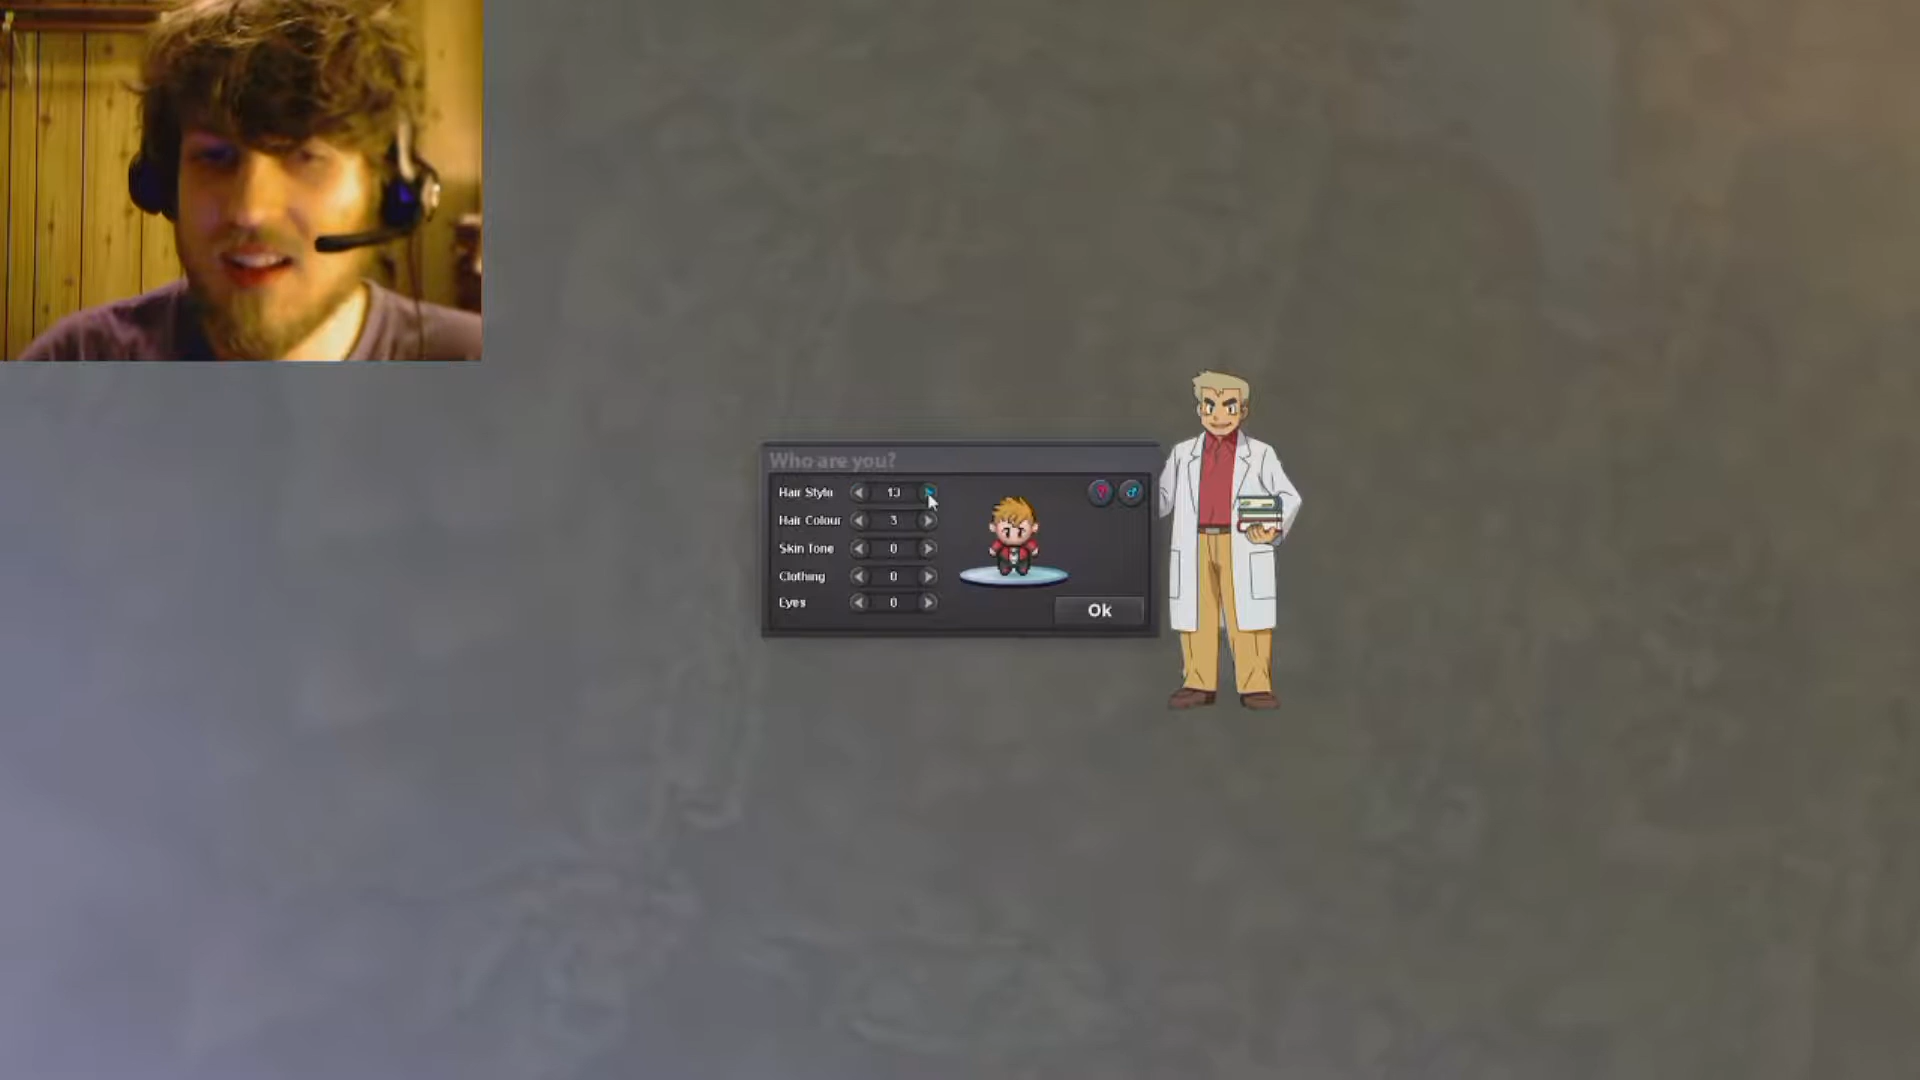 Who are you?
Hair Style 13
Hair Colour 3
Skin Tone 0
Clothing 0
Eyes 0
Ok